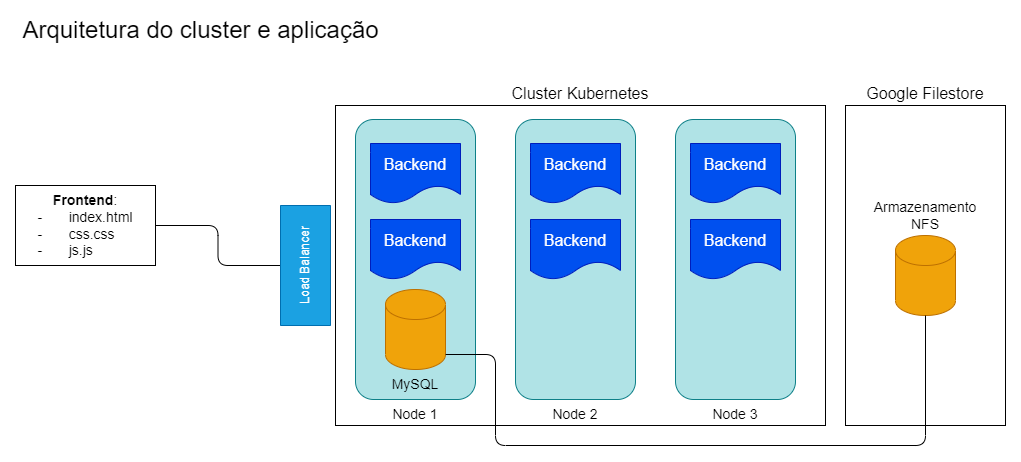 Arquitetura do cluster e aplicação
Cluster Kubernetes
Google Filestore
Frontend:
- index.html
- css.css
- js.js
Load Balancer
Backend
Backend
MySQL
Node 1
Backend
Backend
Node 2
Backend
Backend
Node 3
Armazenamento
NFS